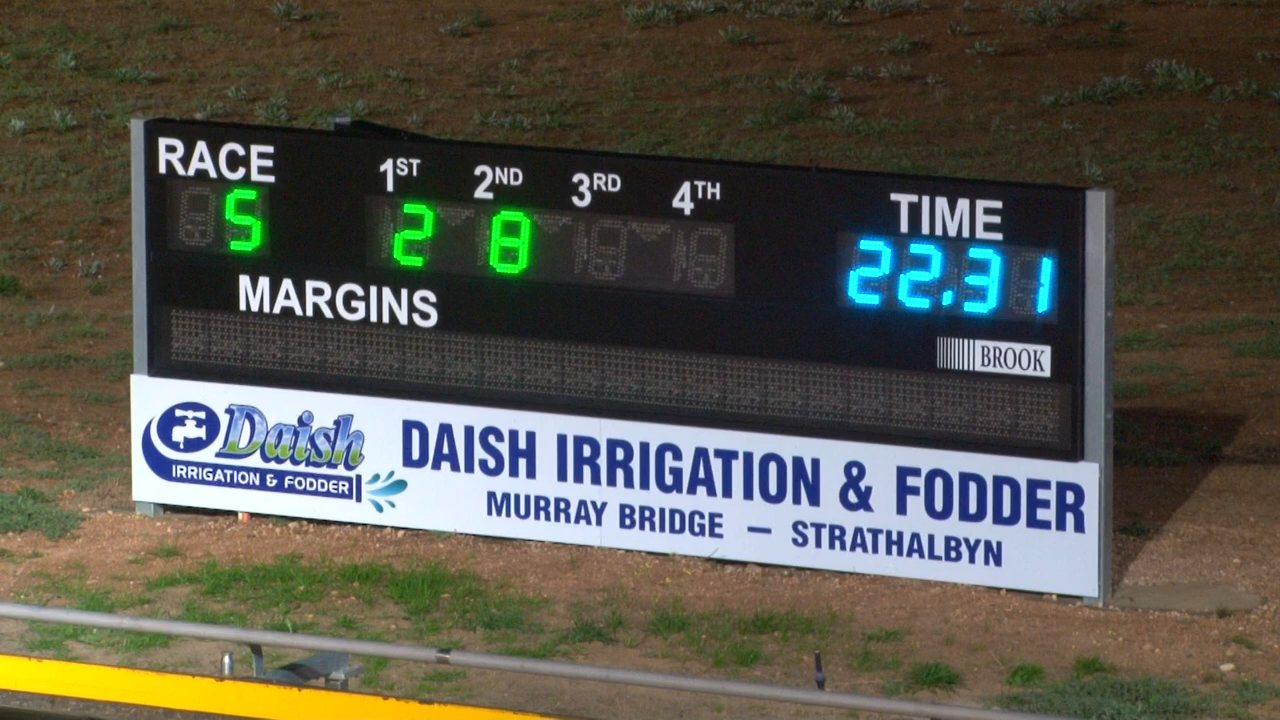 RACE 1ST 2ND 3RD 4TH TIME
5 2 8 22.31
MARGINS
BROOK
Daish
IRRIGATION & FODDER
DAISH IRRIGATION & FODDER
MURRAY BRIDGE – STRATHALBYN